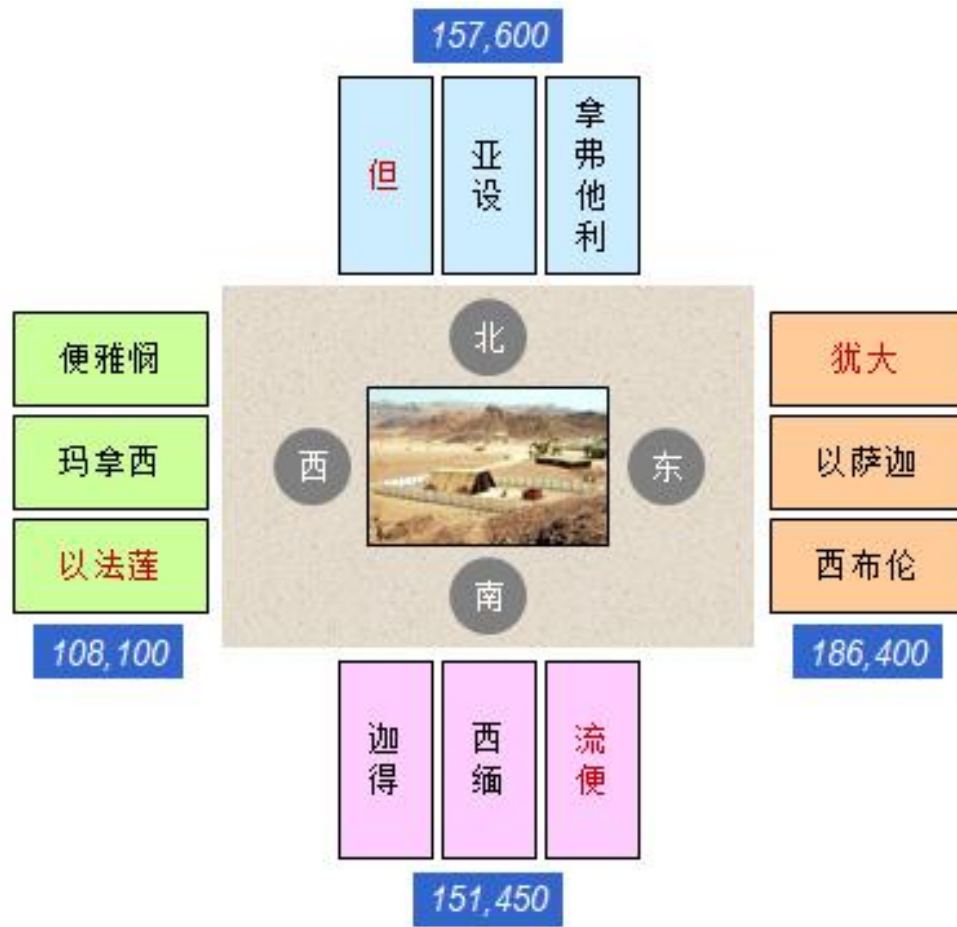 157,600
但
亚设
拿弗他利
北
便雅悯
玛拿西
以法莲
108,100
西
东
犹大
以萨迦
西布伦
186,400
南
迦得
西缅
流便
151,450